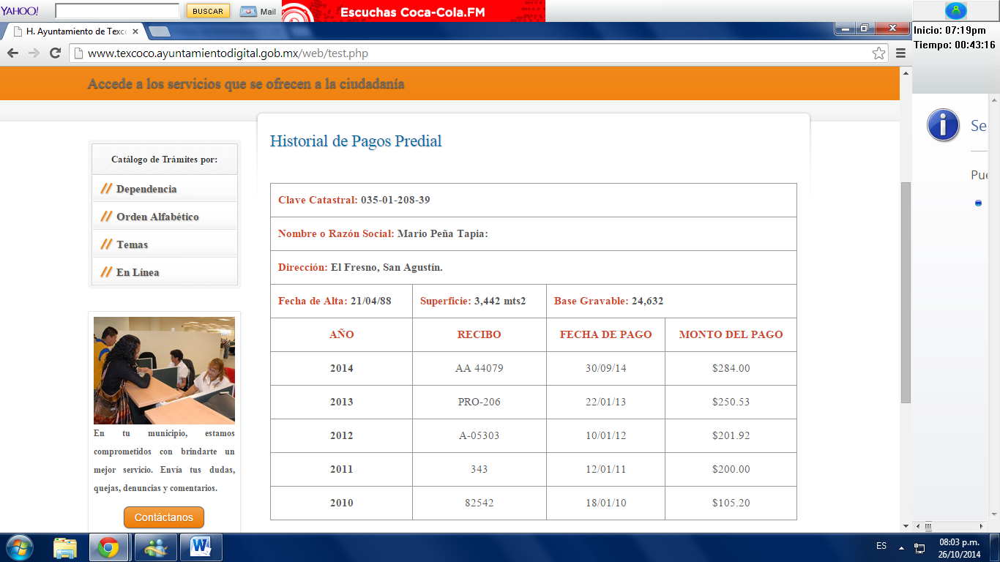 YAHOO!
BUSCAR
Mail
Escuchas Coca-Cola.FM
H. Ayuntamiento de Texc
Inicio: 07:19pm
Tiempo: 00:43:16
www.texcoco.ayuntamientodigital.gob.mx/web/test.php
Accede a los servicios que se ofrecen a la ciudadanía
Se
Pue
Catálogo de Trámites por:
// Dependencia
// Orden Alfabético
// Temas
// En Línea
En tu municipio, estamos
comprometidos con brindarte un
mejor servicio. Envía tus dudas,
quejas, denuncias y comentarios.
Contáctanos
Historial de Pagos Predial
Clave Catastral: 035-01-208-39
Nombre o Razón Social: Mario Peña Tapia:
Dirección: El Fresno, San Agustín.
Fecha de Alta: 21/04/88 Superficie: 3,442 mts2 Base Gravable: 24,632
AÑO RECIBO FECHA DE PAGO MONTO DEL PAGO
2014 AA 44079 30/09/14 $284.00
2013 PRO-206 22/01/13 $250.53
2012 A-05303 10/01/12 $201.92
2011 343 12/01/11 $200.00
2010 82542 18/01/10 $105.20
ES
08:03 p.m.
26/10/2014